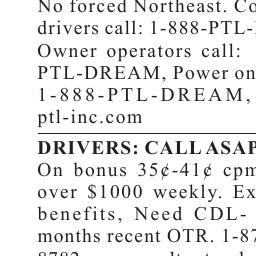 No forced Northeast. Co
drivers call: 1-888-PTL-
Owner operators call:
PTL-DREAM, Power on
1-888-PTL-DREAM,
ptl-inc.com
DRIVERS: CALL ASAP
On bonus 35¢-41¢ cpm
over $1000 weekly. Ex
benefits, Need CDL-
months recent OTR. 1-87